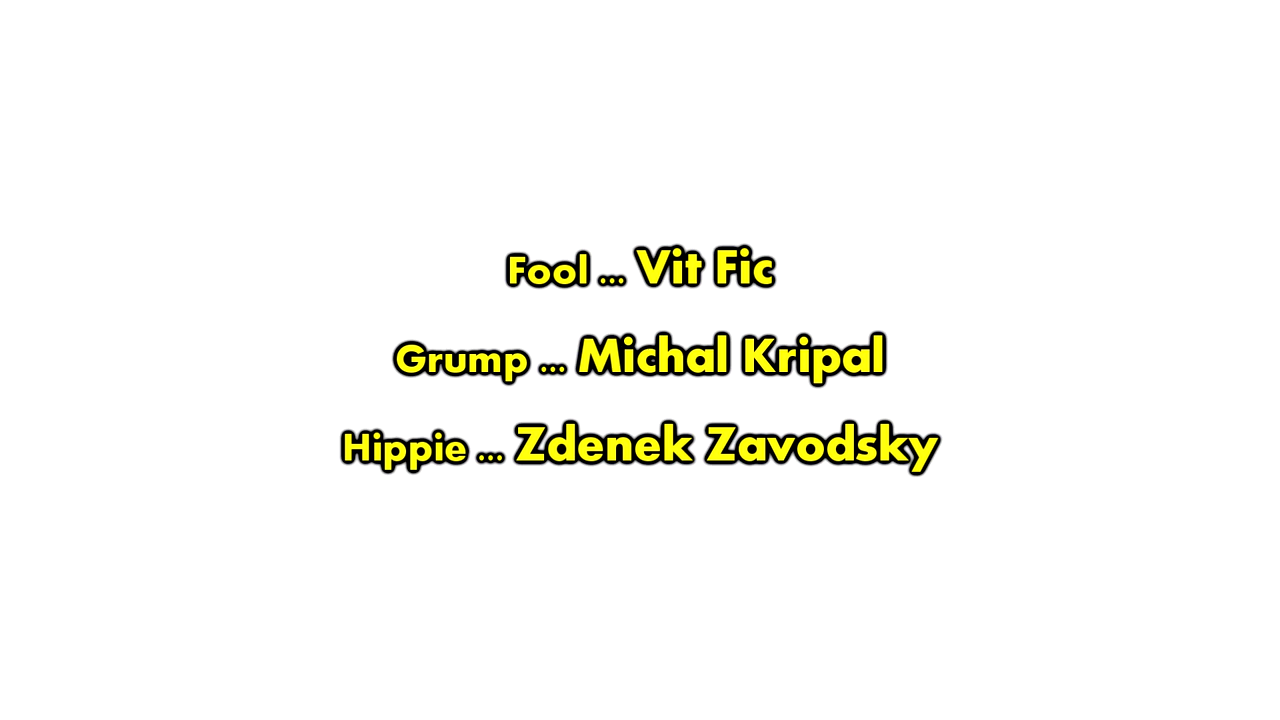 Fool ... Vit Fic
Grump ... Michal Kripal
Hippie ... Zdenek Zavodsky